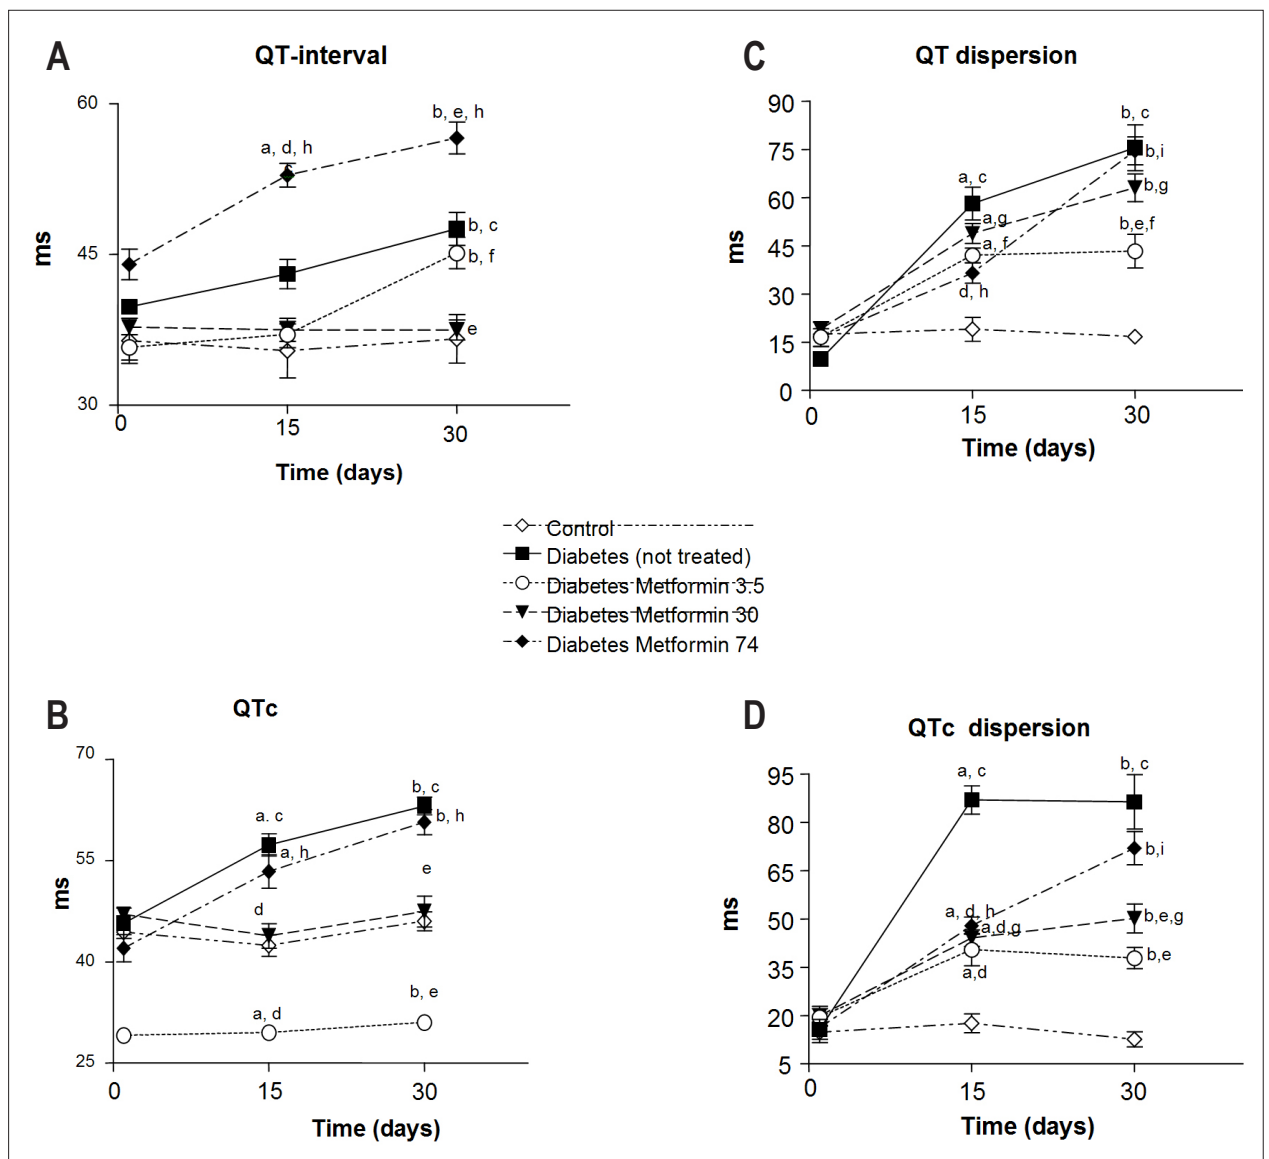 A
QT-interval
60
45
30
ms
a, d, h
b, e, h
b, c
b, f
e
0
15
30
Time (days)
C
QT dispersion
90
75
60
45
30
15
0
ms
a, c
a,g
a, f
d, h
b, c
b,i
b,g
b,e,f
0
15
30
Time (days)
Control
Diabetes (not treated)
Diabetes Metformin 3.5
Diabetes Metformin 30
Diabetes Metformin 74
B
QTc
70
55
40
25
ms
a. c
a, h
d
a, d
b, c
b, h
e
b, e
0
15
30
Time (days)
D
QTc dispersion
95
80
65
50
35
20
5
ms
a, c
a, d, h
a,d,g
a,d
b, c
b,i
b,e,g
b,e
0
15
30
Time (days)